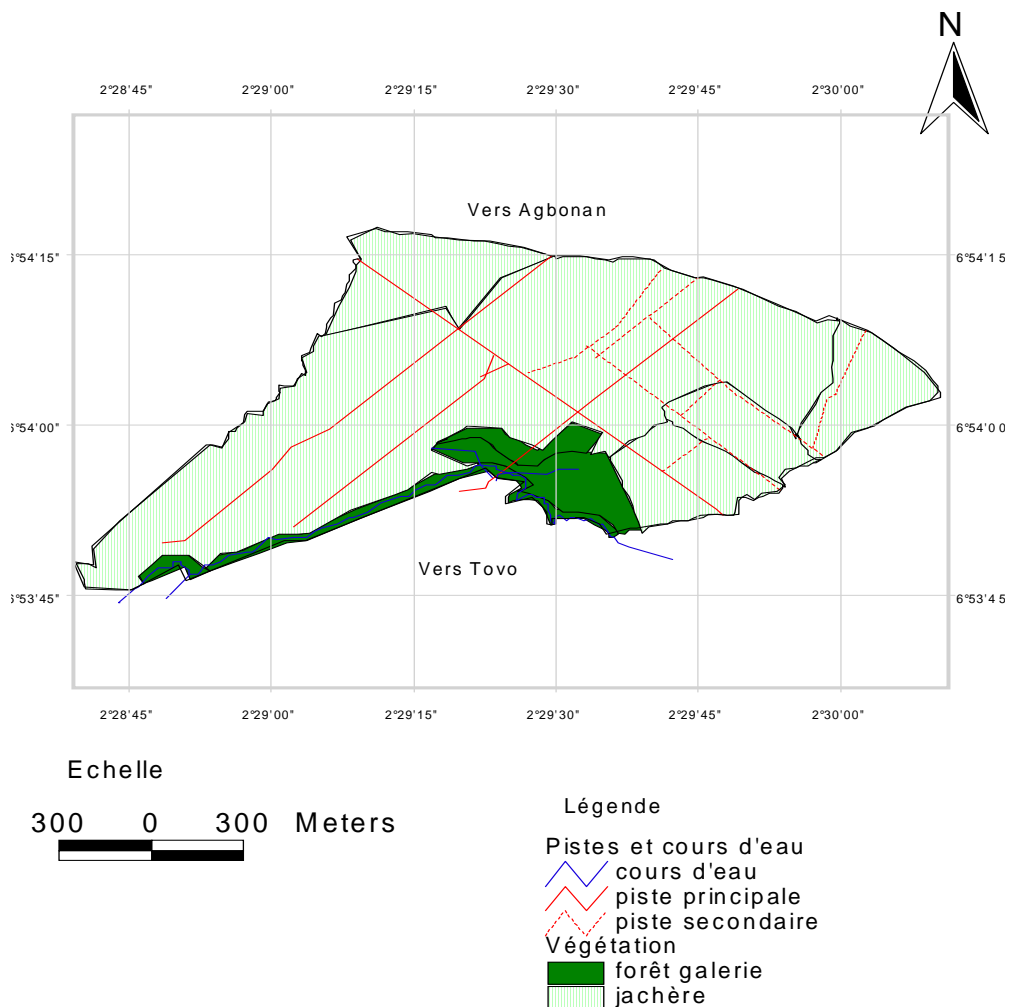 N
2°28'45" 2°29'00" 2°29'15" 2°29'30" 2°29'45" 2°30'00"
Vers Agbonan
6°54'15" 6°54'15
6°54'00" 6°54'00
Vers Tovo
6°53'45" 6°53'45
2°28'45" 2°29'00" 2°29'15" 2°29'30" 2°29'45" 2°30'00"
Echelle
300 0 300 Meters
Légende
Pistes et cours d'eau
cours d'eau
piste principale
piste secondaire
Végétation
forêt galerie
jachère